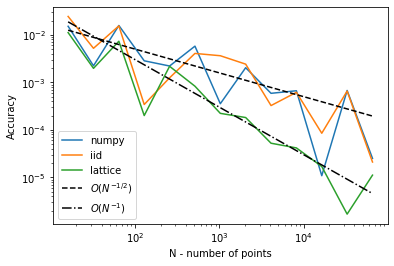 10⁻²
10⁻³
10⁻⁴
10⁻⁵
Accuracy
numpy
iid
lattice
O(N⁻¹/²)
O(N⁻¹)
10² 10³ 10⁴
N - number of points